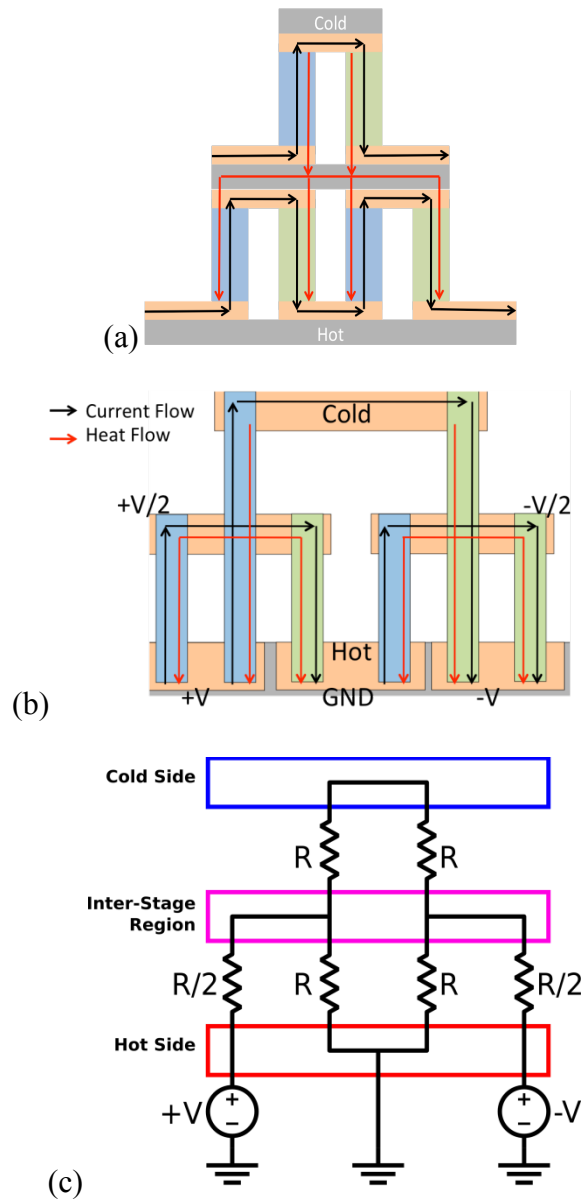 Cold
Hot
(a)
Current Flow
Heat Flow
Cold
+V/2
-V/2
Hot
+V
GND
-V
(b)
Cold Side
R
R
Inter-Stage
Region
R/2
R
R
R/2
Hot Side
+V
-V
(c)